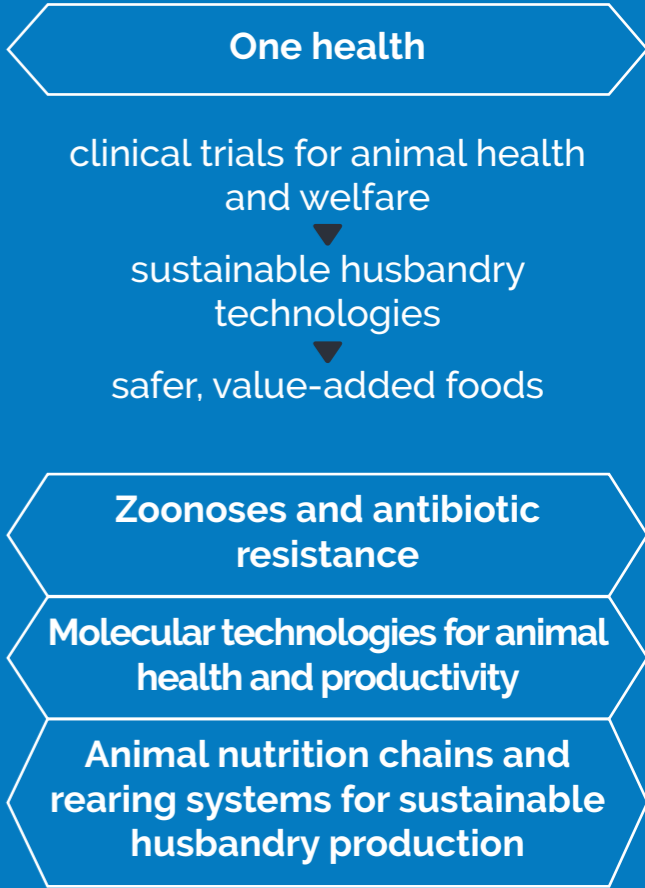 One health
clinical trials for animal health
and welfare
sustainable husbandry
technologies
safer, value-added foods
Zoonoses and antibiotic
resistance
Molecular technologies for animal
health and productivity
Animal nutrition chains and
rearing systems for sustainable
husbandry production